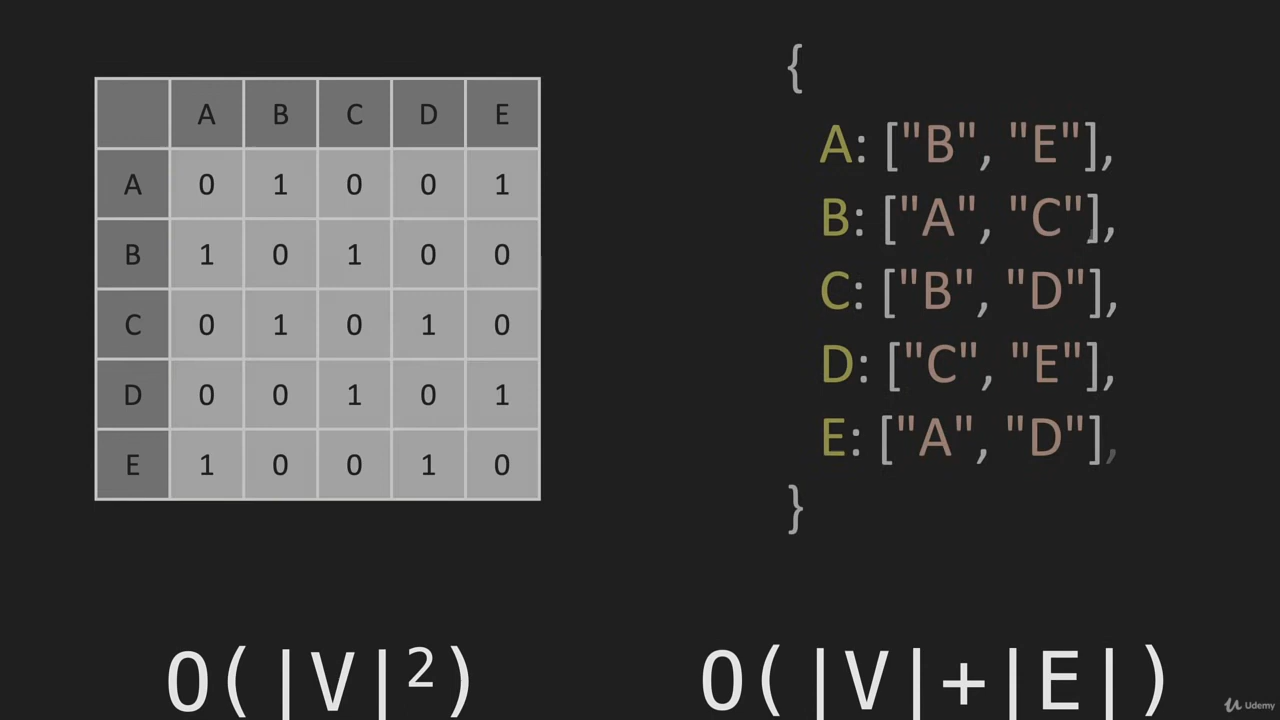 A B C D E
A 0 1 0 0 1
B 1 0 1 0 0
C 0 1 0 1 0
D 0 0 1 0 1
E 1 0 0 1 0
O(|V|²)
{
A: ["B", "E"],
B: ["A", "C"],
C: ["B", "D"],
D: ["C", "E"],
E: ["A", "D"],
}
O(|V|+|E|)
Udemy